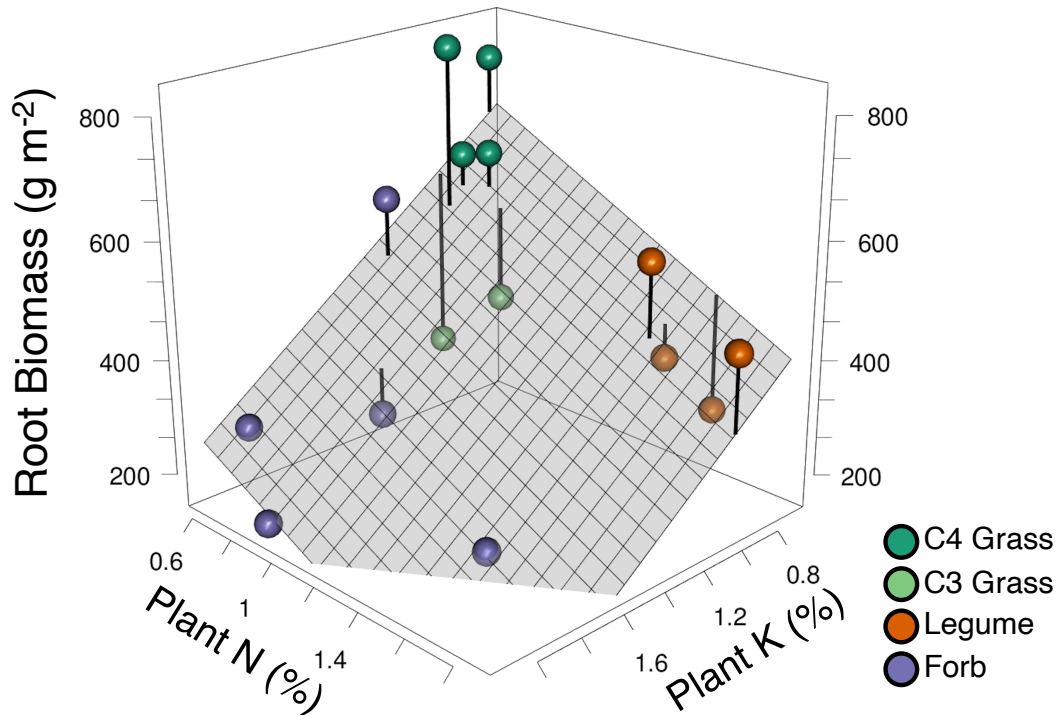 Root Biomass (g m⁻²)
800
600
400
200
800
600
400
200
0.6
1
1.4
Plant N (%)
0.8
1.2
1.6
Plant K (%)
C4 Grass
C3 Grass
Legume
Forb